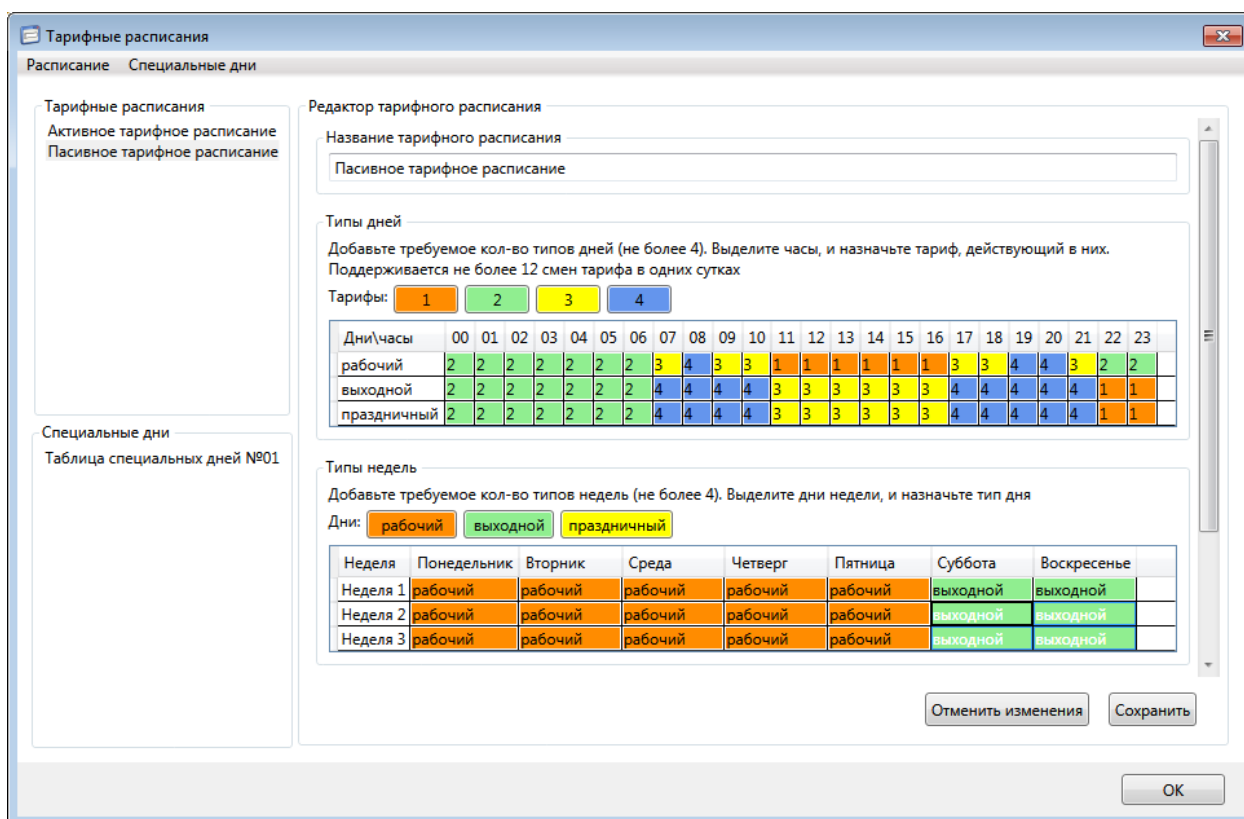 Тарифные расписания
Расписание Специальные дни
Тарифные расписания
Активное тарифное расписание
Пасивное тарифное расписание
Специальные дни
Таблица специальных дней №01
Редактор тарифного расписания
Название тарифного расписания
Пасивное тарифное расписание
Типы дней
Добавьте требуемое кол-во типов дней (не более 4). Выделите часы, и назначьте тариф, действующий в них.
Поддерживается не более 12 смен тарифа в одних сутках
Тарифы: 1 2 3 4
Дни\часы 00 01 02 03 04 05 06 07 08 09 10 11 12 13 14 15 16 17 18 19 20 21 22 23
рабочий 2 2 2 2 2 2 2 3 4 3 3 1 1 1 1 1 1 3 3 4 4 3 2 2
выходной 2 2 2 2 2 2 2 4 4 4 4 3 3 3 3 3 3 4 4 4 4 4 1 1
праздничный 2 2 2 2 2 2 2 4 4 4 4 3 3 3 3 3 3 4 4 4 4 4 1 1
Типы недель
Добавьте требуемое кол-во типов недель (не более 4). Выделите дни недели, и назначьте тип дня
Дни: рабочий выходной праздничный
Неделя Понедельник Вторник Среда Четверг Пятница Суббота Воскресенье
Неделя 1 рабочий рабочий рабочий рабочий рабочий выходной выходной
Неделя 2 рабочий рабочий рабочий рабочий рабочий выходной выходной
Неделя 3 рабочий рабочий рабочий рабочий рабочий выходной выходной
Отменить изменения Сохранить
OK